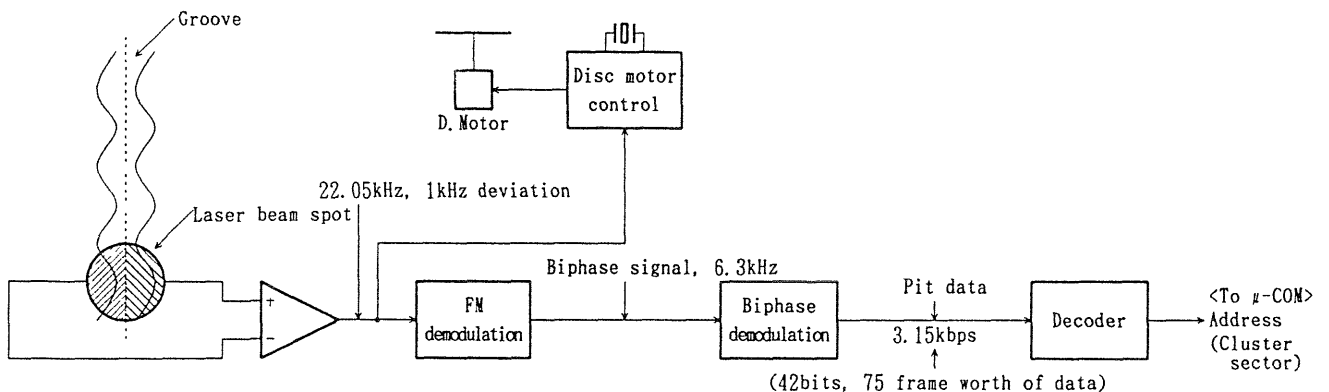 Groove
Disc motor
control
D.Motor
22.05kHz, 1kHz deviation
Laser beam spot
Biphase signal, 6.3kHz
+
−
FM
demodulation
Biphase
demodulation
Pit data
3.15kbps
(42bits, 75 frame worth of data)
Decoder
<To μ-COM>
Address
(Cluster
sector)